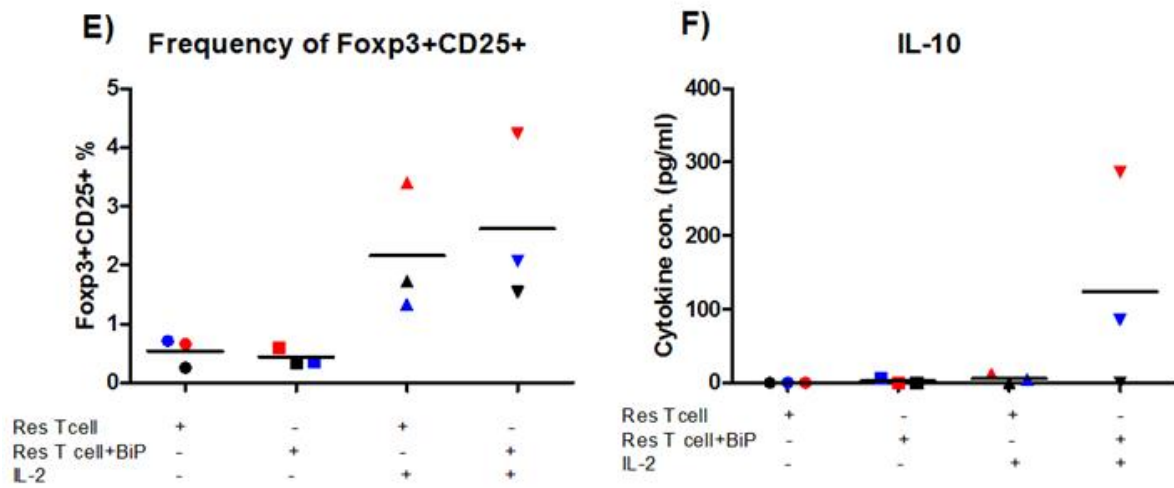 E)
Frequency of Foxp3+CD25+
Foxp3+CD25+ %
5
4
3
2
1
0
Res Tcell + - + -
Res T cell+BiP - + - +
IL-2 - - + +
F)
IL-10
Cytokine con. (pg/ml)
400
300
200
100
0
Res Tcell + - + -
Res T cell+BiP - + - +
IL-2 - - + +